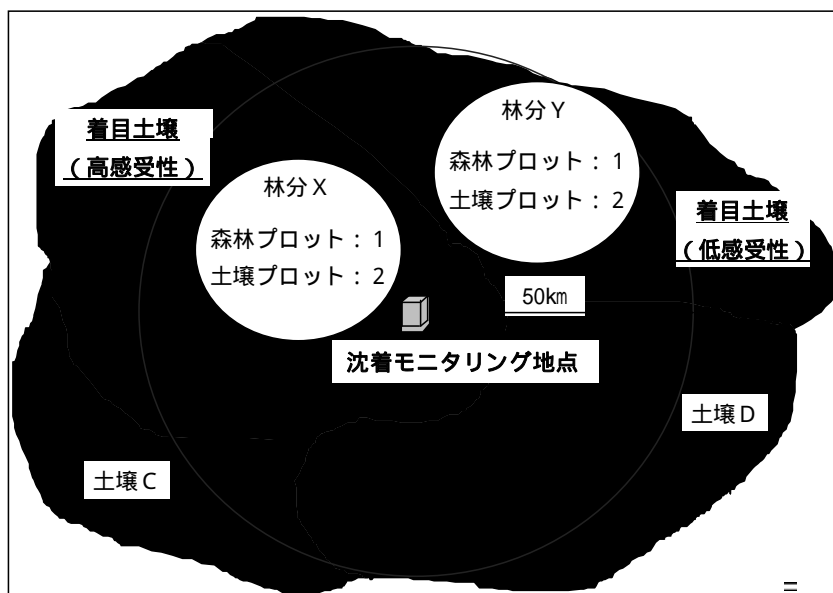 林分Y
森林プロット：1
土壌プロット：2
着目土壌
（高感受性）
林分X
森林プロット：1
土壌プロット：2
着目土壌
（低感受性）
50km
沈着モニタリング地点
土壌D
土壌C